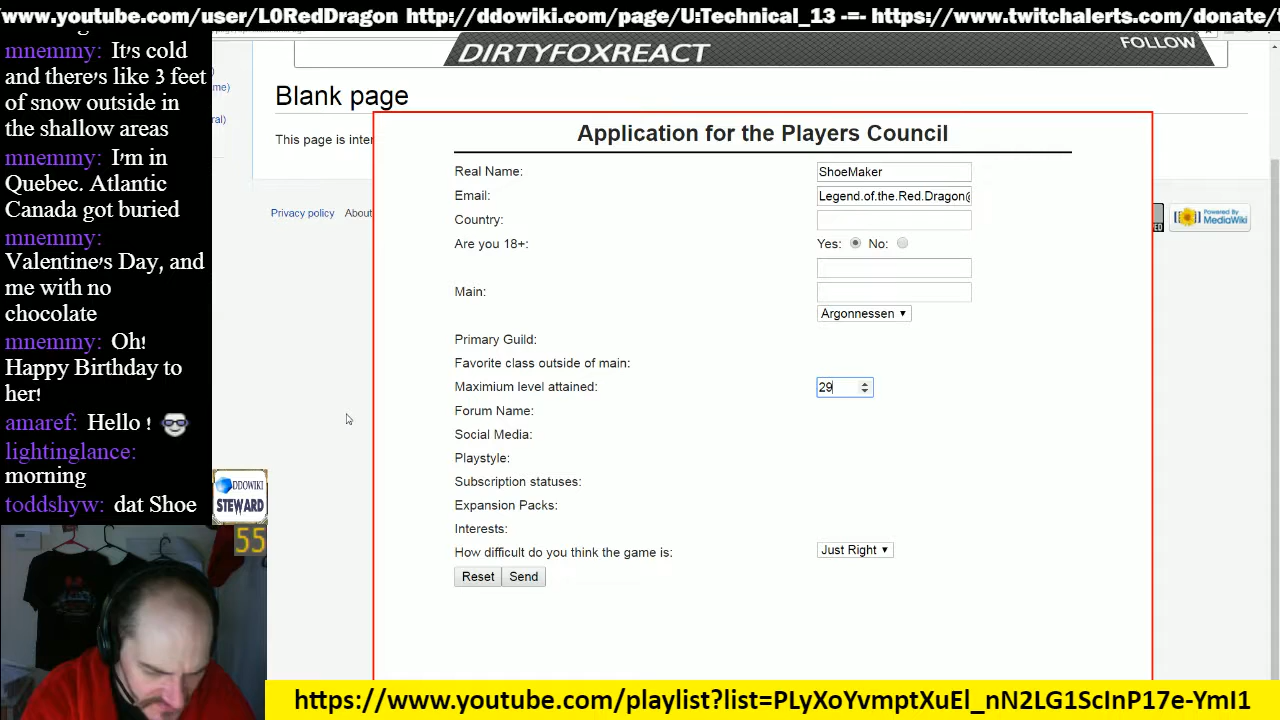 /www.youtube.com/user/L0RedDragon http://ddowiki.com/page/U:Technical_13 -=- https://www.twitchalerts.com/donate/
mnemmy: It's cold
and there's like 3 feet
of snow outside in
the shallow areas
mnemmy: I'm in
Quebec. Atlantic
Canada got buried
mnemmy:
Valentine's Day, and
me with no
chocolate
mnemmy: Oh!
Happy Birthday to
her!
amaref: Hello !
lightinglance:
morning
toddshyw: dat Shoe
DDOWIKI
STEWARD
55
me)
ral)
DIRTYFOXREACT
FOLLOW
Blank page
This page is inter
Privacy policy About
Powered By
MediaWiki
Application for the Players Council
Real Name: ShoeMaker
Email: Legend.of.the.Red.Dragon@
Country:
Are you 18+: Yes: No:
Main:
Argonnessen
Primary Guild:
Favorite class outside of main:
Maximium level attained: 29
Forum Name:
Social Media:
Playstyle:
Subscription statuses:
Expansion Packs:
Interests:
How difficult do you think the game is: Just Right
Reset Send
https://www.youtube.com/playlist?list=PLyXoYvmptXuEl_nN2LG1ScInP17e-YmI1